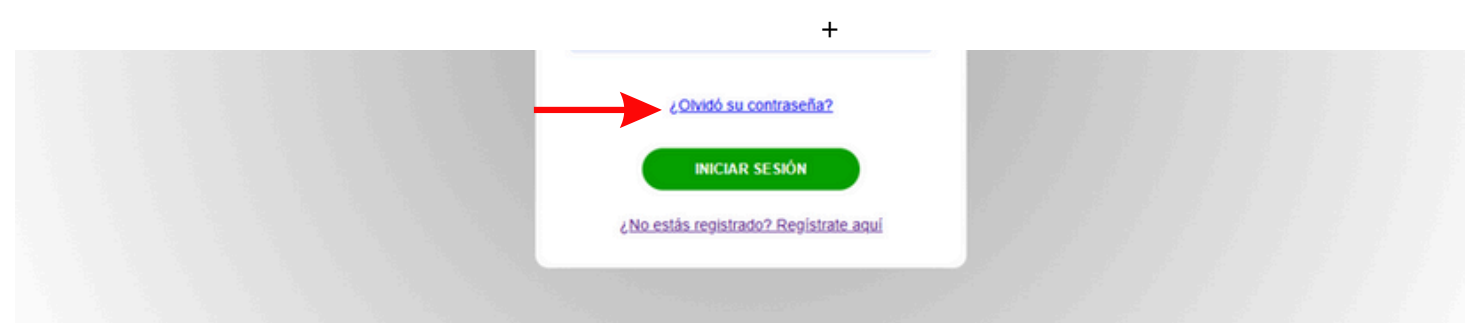 +
¿Olvidó su contraseña?
INICIAR SESIÓN
¿No estás registrado? Regístrate aquí